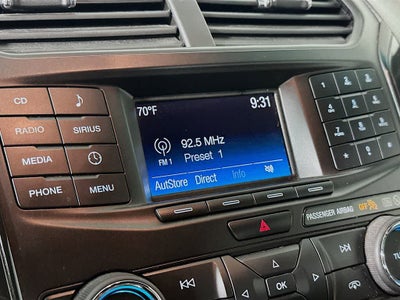 70°F 9:31
CD
RADIO SIRIUS
MEDIA
PHONE MENU
92.5 MHz
FM 1 Preset 1
AutoStore Direct Info
PASSENGER AIRBAG OFF
OK